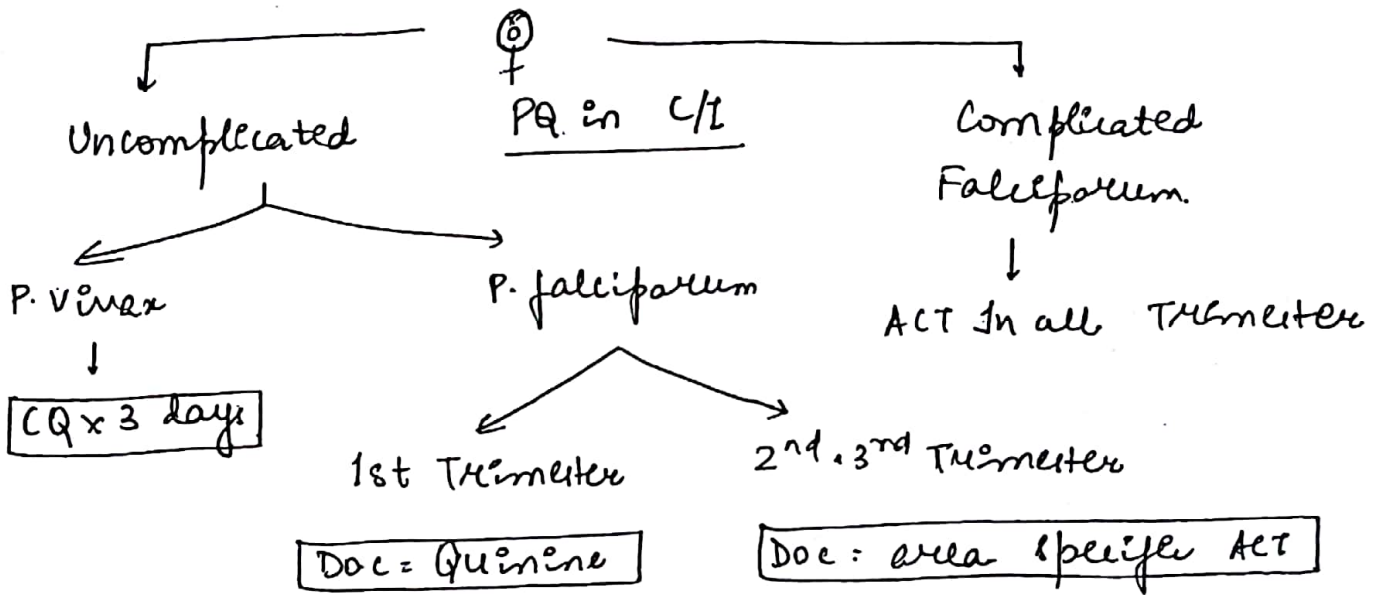 PQ in C/I
Uncomplicated
Complicated
Falciparum.
P. Vivax
P. falciparum
ACT In all Trimester
CQ x 3 days
1st Trimester
2nd, 3rd Trimester
DOC = Quinine
DOC : area specific ACT